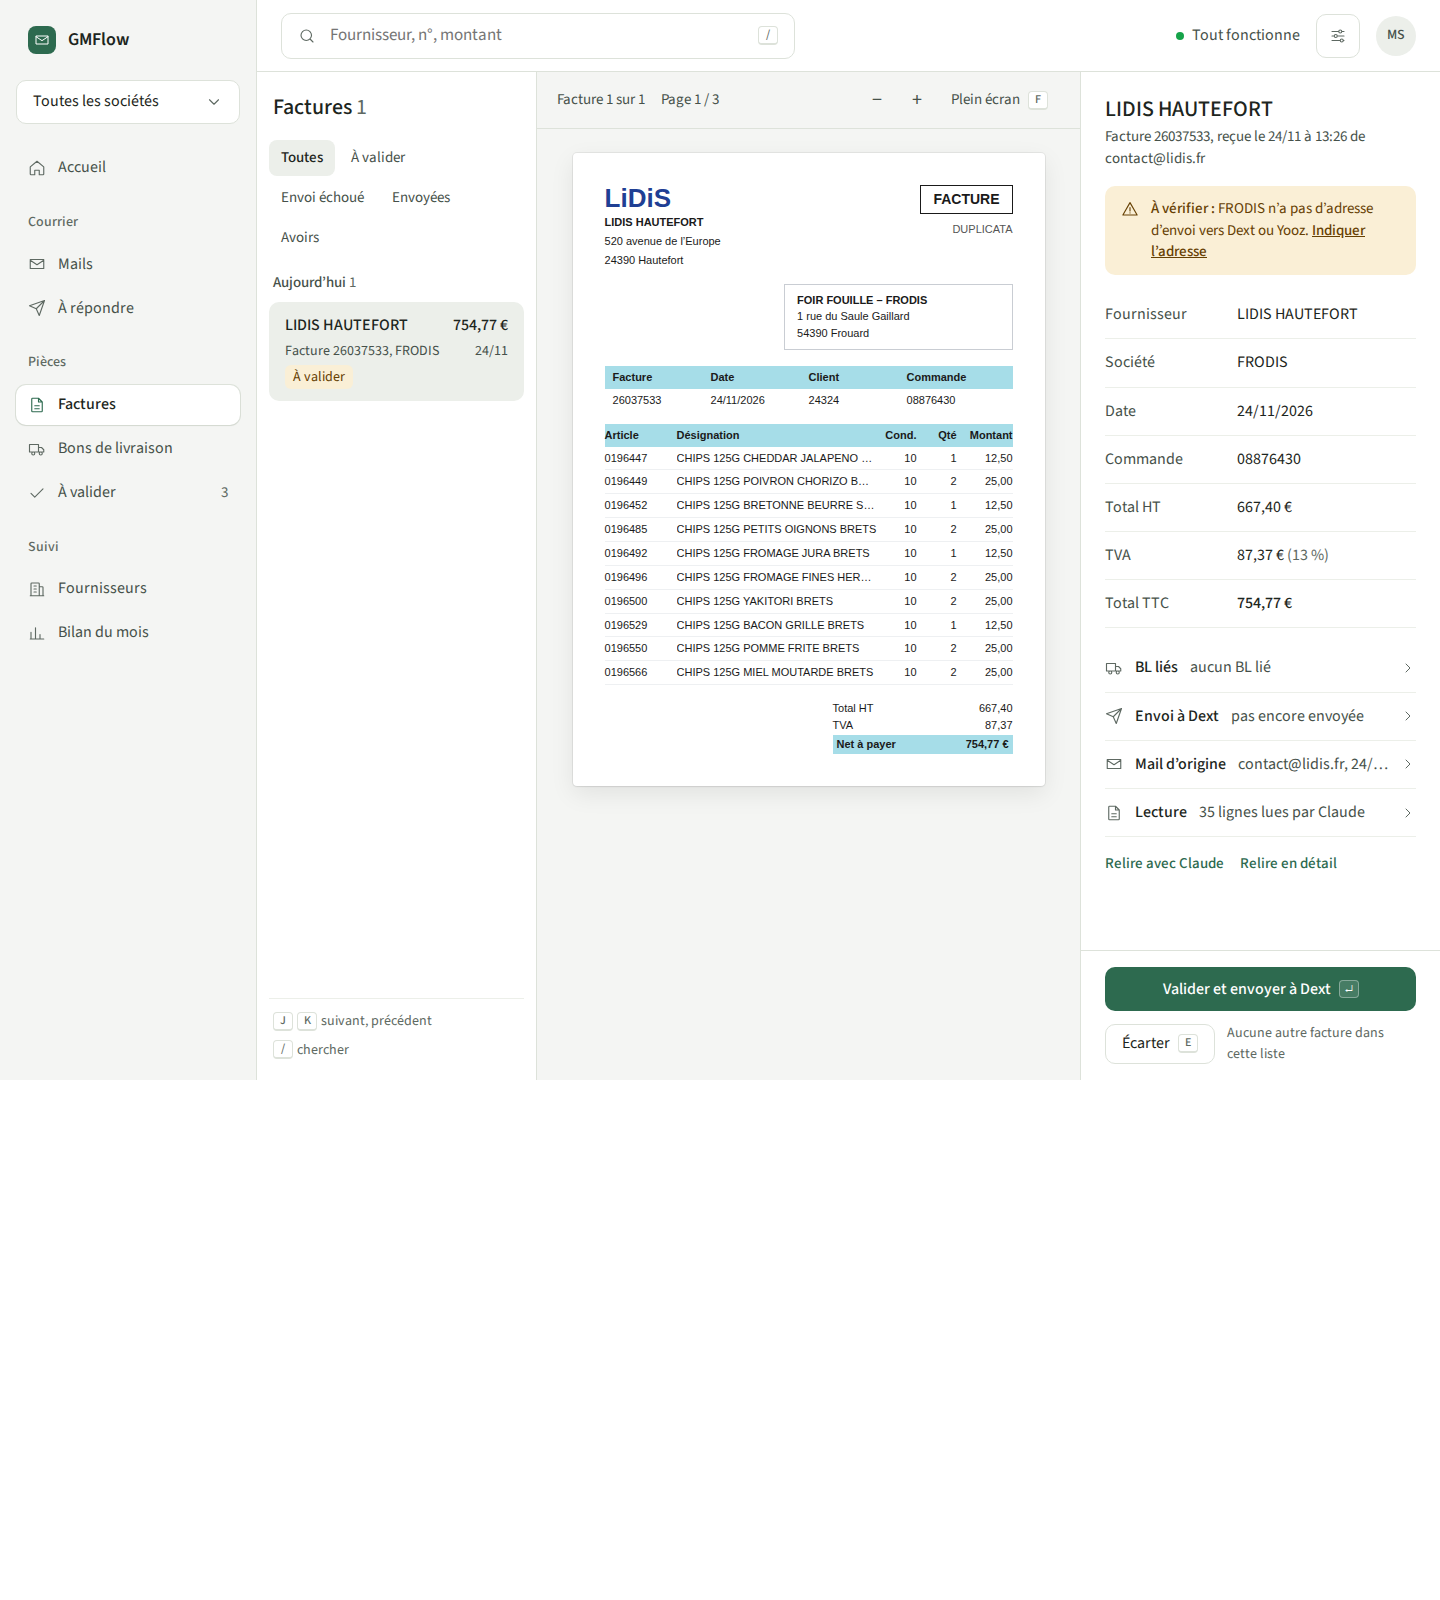 GMFlow
Toutes les sociétés
Accueil
Courrier
Mails
À répondre
Pièces
Factures
Bons de livraison
À valider 3
Suivi
Fournisseurs
Bilan du mois
Fournisseur, n°, montant /
Tout fonctionne
MS
Factures 1
Toutes À valider
Envoi échoué Envoyées
Avoirs
Aujourd’hui 1
LIDIS HAUTEFORT 754,77 €
Facture 26037533, FRODIS 24/11
À valider
J K suivant, précédent
/ chercher
Facture 1 sur 1 Page 1 / 3 − + Plein écran F
LiDiS
LIDIS HAUTEFORT
520 avenue de l’Europe
24390 Hautefort
FACTURE
DUPLICATA
FOIR FOUILLE – FRODIS
1 rue du Saule Gaillard
54390 Frouard
Facture Date Client Commande
26037533 24/11/2026 24324 08876430
Article Désignation Cond. Qté Montant
0196447 CHIPS 125G CHEDDAR JALAPENO … 10 1 12,50
0196449 CHIPS 125G POIVRON CHORIZO B… 10 2 25,00
0196452 CHIPS 125G BRETONNE BEURRE S… 10 1 12,50
0196485 CHIPS 125G PETITS OIGNONS BRETS 10 2 25,00
0196492 CHIPS 125G FROMAGE JURA BRETS 10 1 12,50
0196496 CHIPS 125G FROMAGE FINES HER… 10 2 25,00
0196500 CHIPS 125G YAKITORI BRETS 10 2 25,00
0196529 CHIPS 125G BACON GRILLE BRETS 10 1 12,50
0196550 CHIPS 125G POMME FRITE BRETS 10 2 25,00
0196566 CHIPS 125G MIEL MOUTARDE BRETS 10 2 25,00
Total HT 667,40
TVA 87,37
Net à payer 754,77 €
LIDIS HAUTEFORT
Facture 26037533, reçue le 24/11 à 13:26 de
contact@lidis.fr
À vérifier : FRODIS n’a pas d’adresse
d’envoi vers Dext ou Yooz. Indiquer
l’adresse
Fournisseur LIDIS HAUTEFORT
Société FRODIS
Date 24/11/2026
Commande 08876430
Total HT 667,40 €
TVA 87,37 € (13 %)
Total TTC 754,77 €
BL liés aucun BL lié
Envoi à Dext pas encore envoyée
Mail d’origine contact@lidis.fr, 24/…
Lecture 35 lignes lues par Claude
Relire avec Claude Relire en détail
Valider et envoyer à Dext ↵
Écarter E
Aucune autre facture dans
cette liste